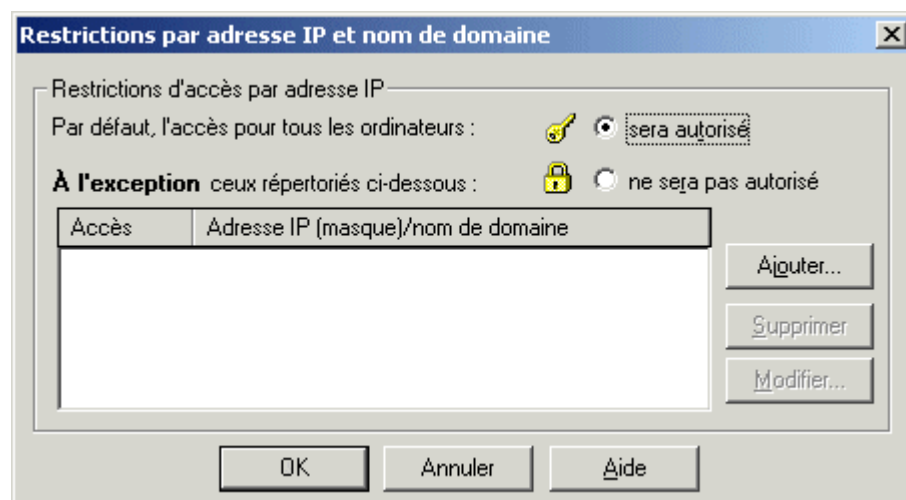 Restrictions par adresse IP et nom de domaine
Restrictions d'accès par adresse IP
Par défaut, l'accès pour tous les ordinateurs : sera autorisé
À l'exception ceux répertoriés ci-dessous : ne sera pas autorisé
Accès Adresse IP (masque)/nom de domaine
Ajouter...
Supprimer
Modifier...
OK Annuler Aide